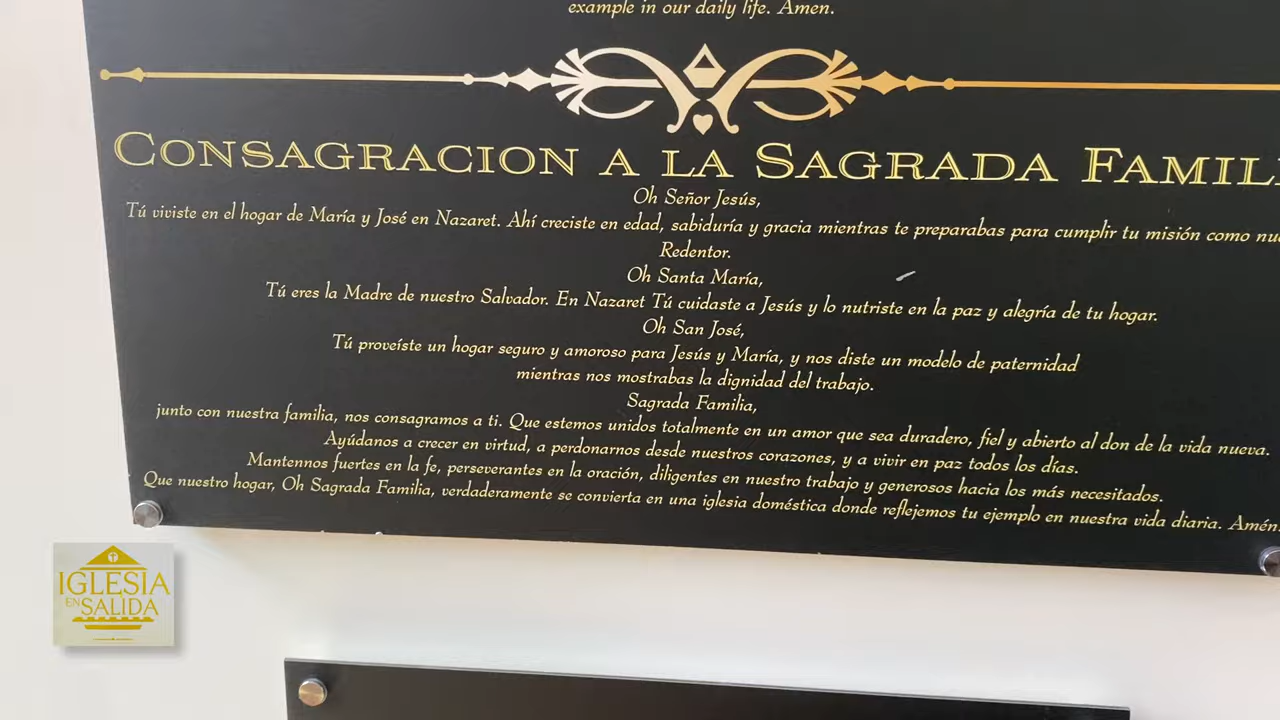 example in our daily life. Amen.
CONSAGRACION A LA SAGRADA
Oh Señor Jesús,
Tú viviste en el hogar de María y José en Nazaret. Ahí creciste en edad, sabiduría y gracia mientras te preparabas para cumplir tu misión como
Redentor.
Oh Santa María,
Tú eres la Madre de nuestro Salvador. En Nazaret Tú cuidaste a Jesús y lo nutriste en la paz y alegría de tu hogar.
Oh San José,
Tú proveíste un hogar seguro y amoroso para Jesús y María, y nos diste un modelo de paternidad
mientras nos mostrabas la dignidad del trabajo.
Sagrada Familia,
junto con nuestra familia, nos consagramos a ti. Que estemos unidos totalmente en un amor que sea duradero, fiel y abierto al don de la vida nueva.
Ayúdanos a crecer en virtud, a perdonarnos desde nuestros corazones, y a vivir en paz todos los días.
Mantennos fuertes en la fe, perseverantes en la oración, diligentes en nuestro trabajo y generosos hacia los más necesitados.
Que nuestro hogar, Oh Sagrada Familia, verdaderamente se convierta en una iglesia doméstica donde reflejemos tu ejemplo en nuestra vida diaria. Amén.
IGLESIA
EN SALIDA